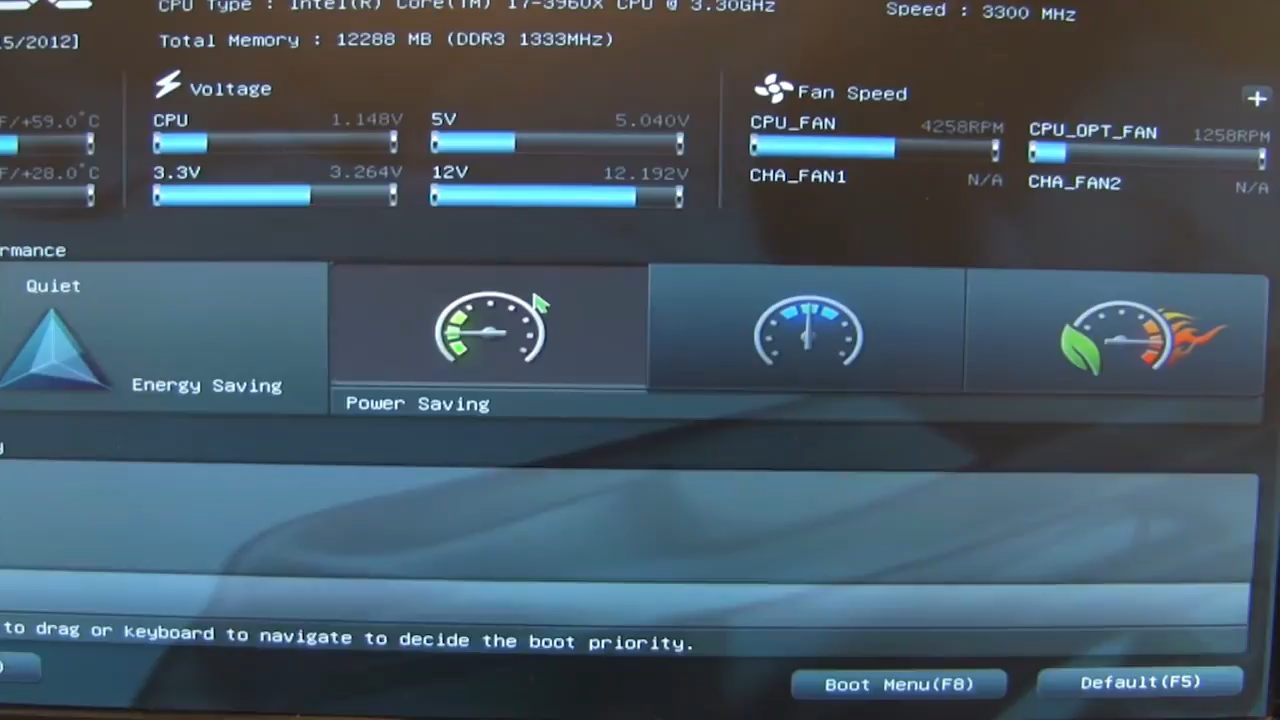 CPU Type : Intel(R) Core(TM) i7-3960X CPU @ 3.30GHz
Speed : 3300 MHz
5/2012]
Total Memory : 12288 MB (DDR3 1333MHz)
Voltage
Fan Speed
F/+59.0°C
CPU 1.148V
5V 5.040V
CPU_FAN 4258RPM
CPU_OPT_FAN 1258RPM
F/+28.0°C
3.3V 3.264V
12V 12.192V
CHA_FAN1 N/A
CHA_FAN2 N/A
rmance
Quiet
Energy Saving
Power Saving
y
to drag or keyboard to navigate to decide the boot priority.
)
Boot Menu(F8)
Default(F5)